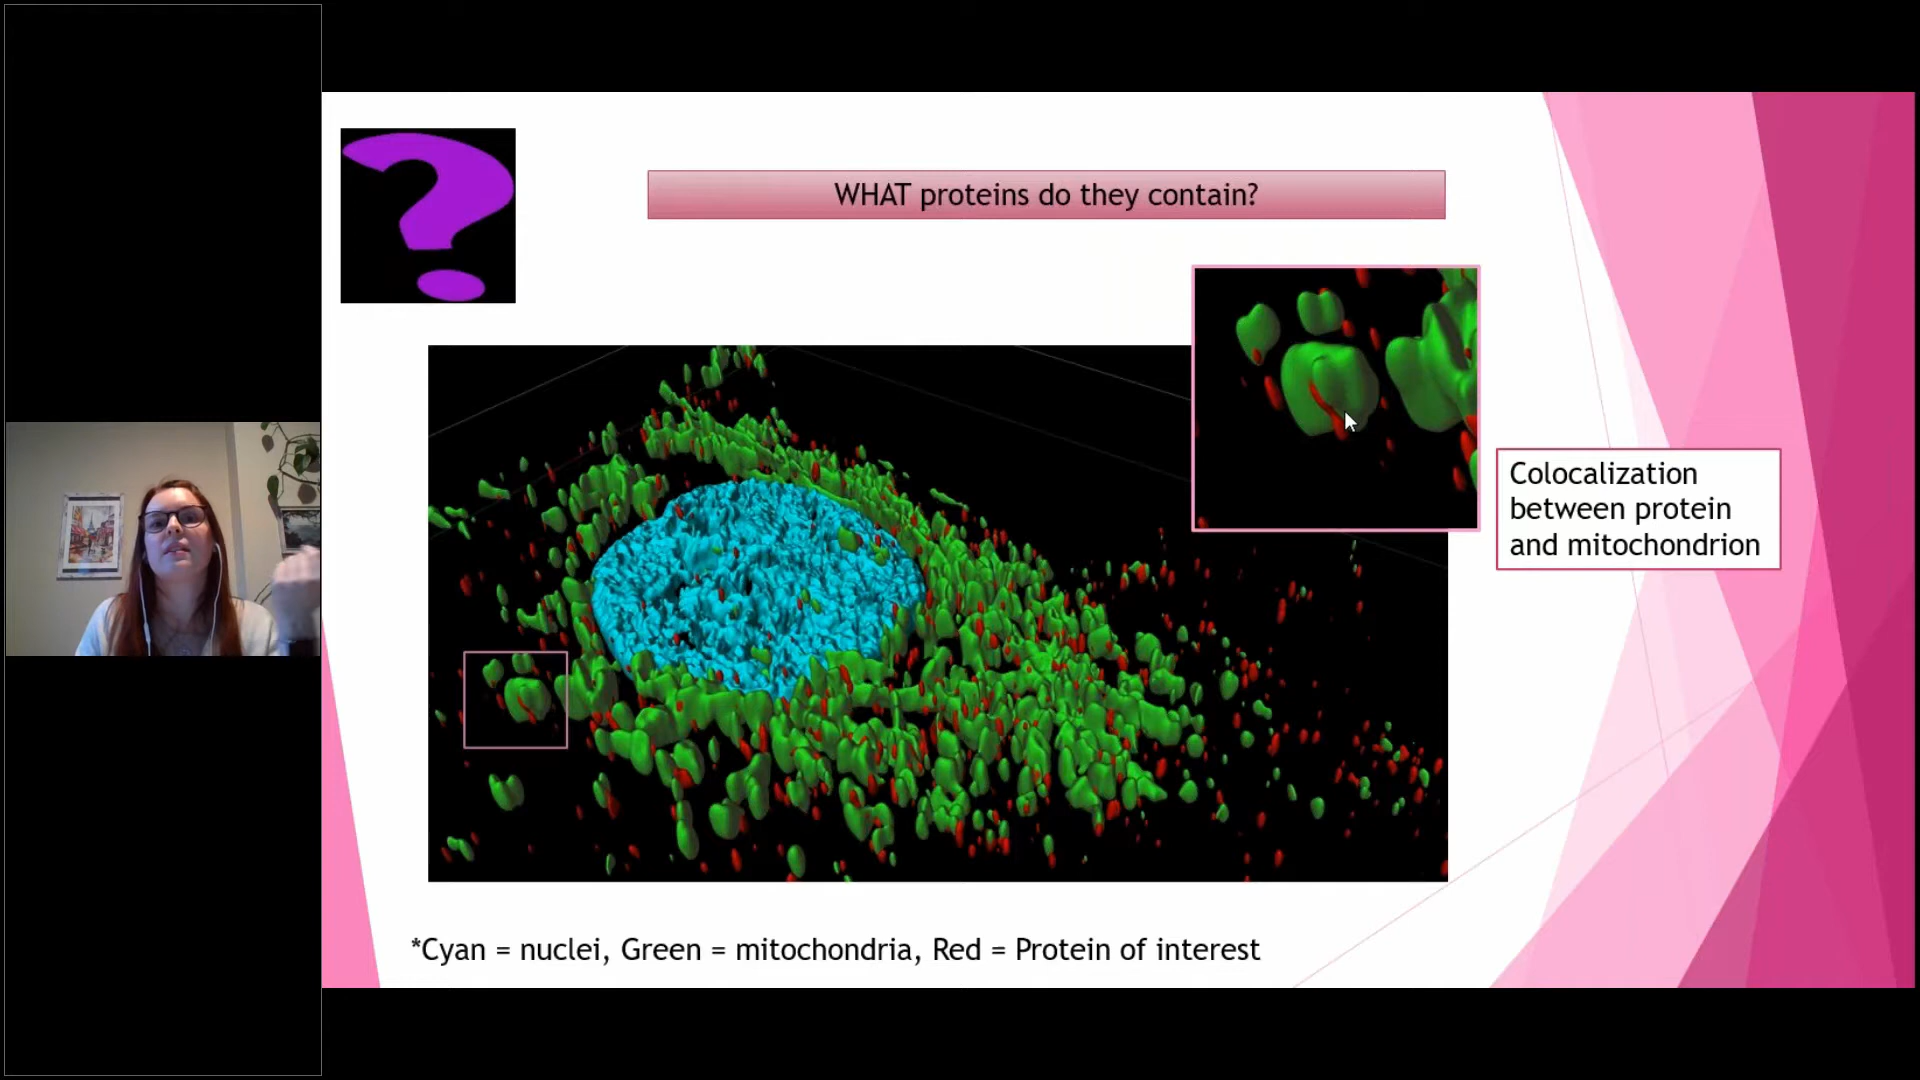 WHAT proteins do they contain?
Colocalization
between protein
and mitochondrion
*Cyan = nuclei, Green = mitochondria, Red = Protein of interest